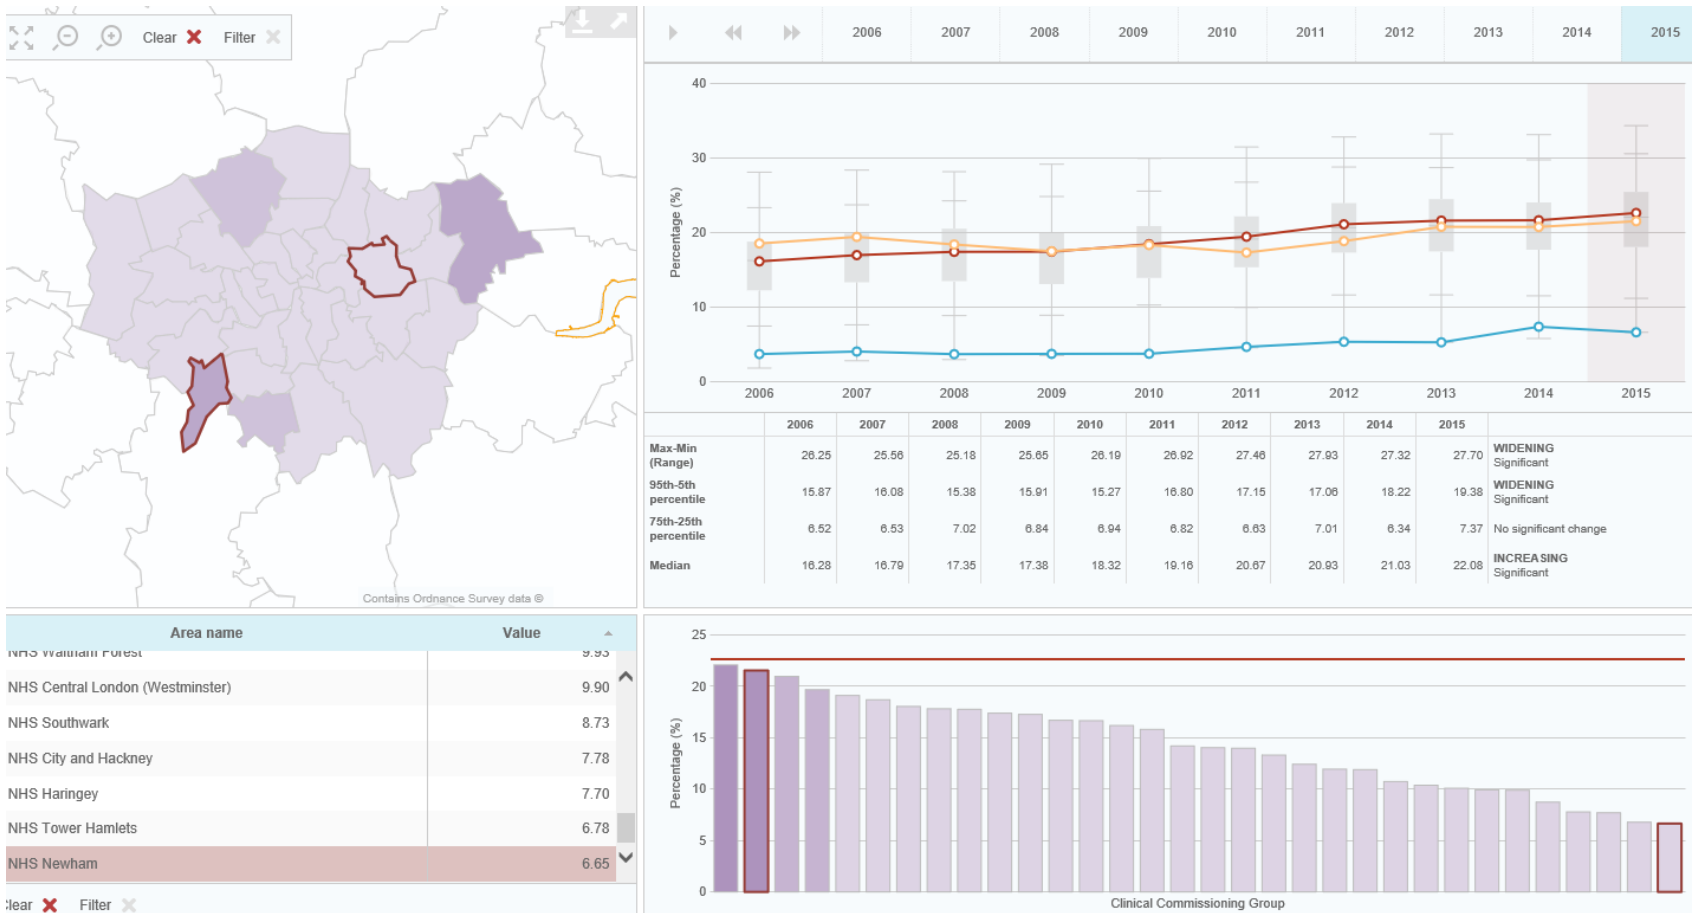 Clear Filter
Contains Ordnance Survey data ©
2006 2007 2008 2009 2010 2011 2012 2013 2014 2015
40
30
20
10
0
Percentage (%)
2006 2007 2008 2009 2010 2011 2012 2013 2014 2015
2006 2007 2008 2009 2010 2011 2012 2013 2014 2015
Max-Min (Range) 26.25 25.56 25.18 25.65 26.19 26.92 27.46 27.93 27.32 27.70 WIDENING Significant
95th-5th percentile 15.87 16.08 15.38 15.91 15.27 16.80 17.15 17.06 18.22 19.38 WIDENING Significant
75th-25th percentile 6.52 6.53 7.02 6.84 6.94 6.82 6.63 7.01 6.34 7.37 No significant change
Median 16.28 16.79 17.35 17.38 18.32 19.16 20.67 20.93 21.03 22.08 INCREASING Significant
Area name Value
NHS Waltham Forest 9.93
NHS Central London (Westminster) 9.90
NHS Southwark 8.73
NHS City and Hackney 7.78
NHS Haringey 7.70
NHS Tower Hamlets 6.78
NHS Newham 6.65
Clear Filter
25
20
15
10
5
0
Percentage (%)
Clinical Commissioning Group